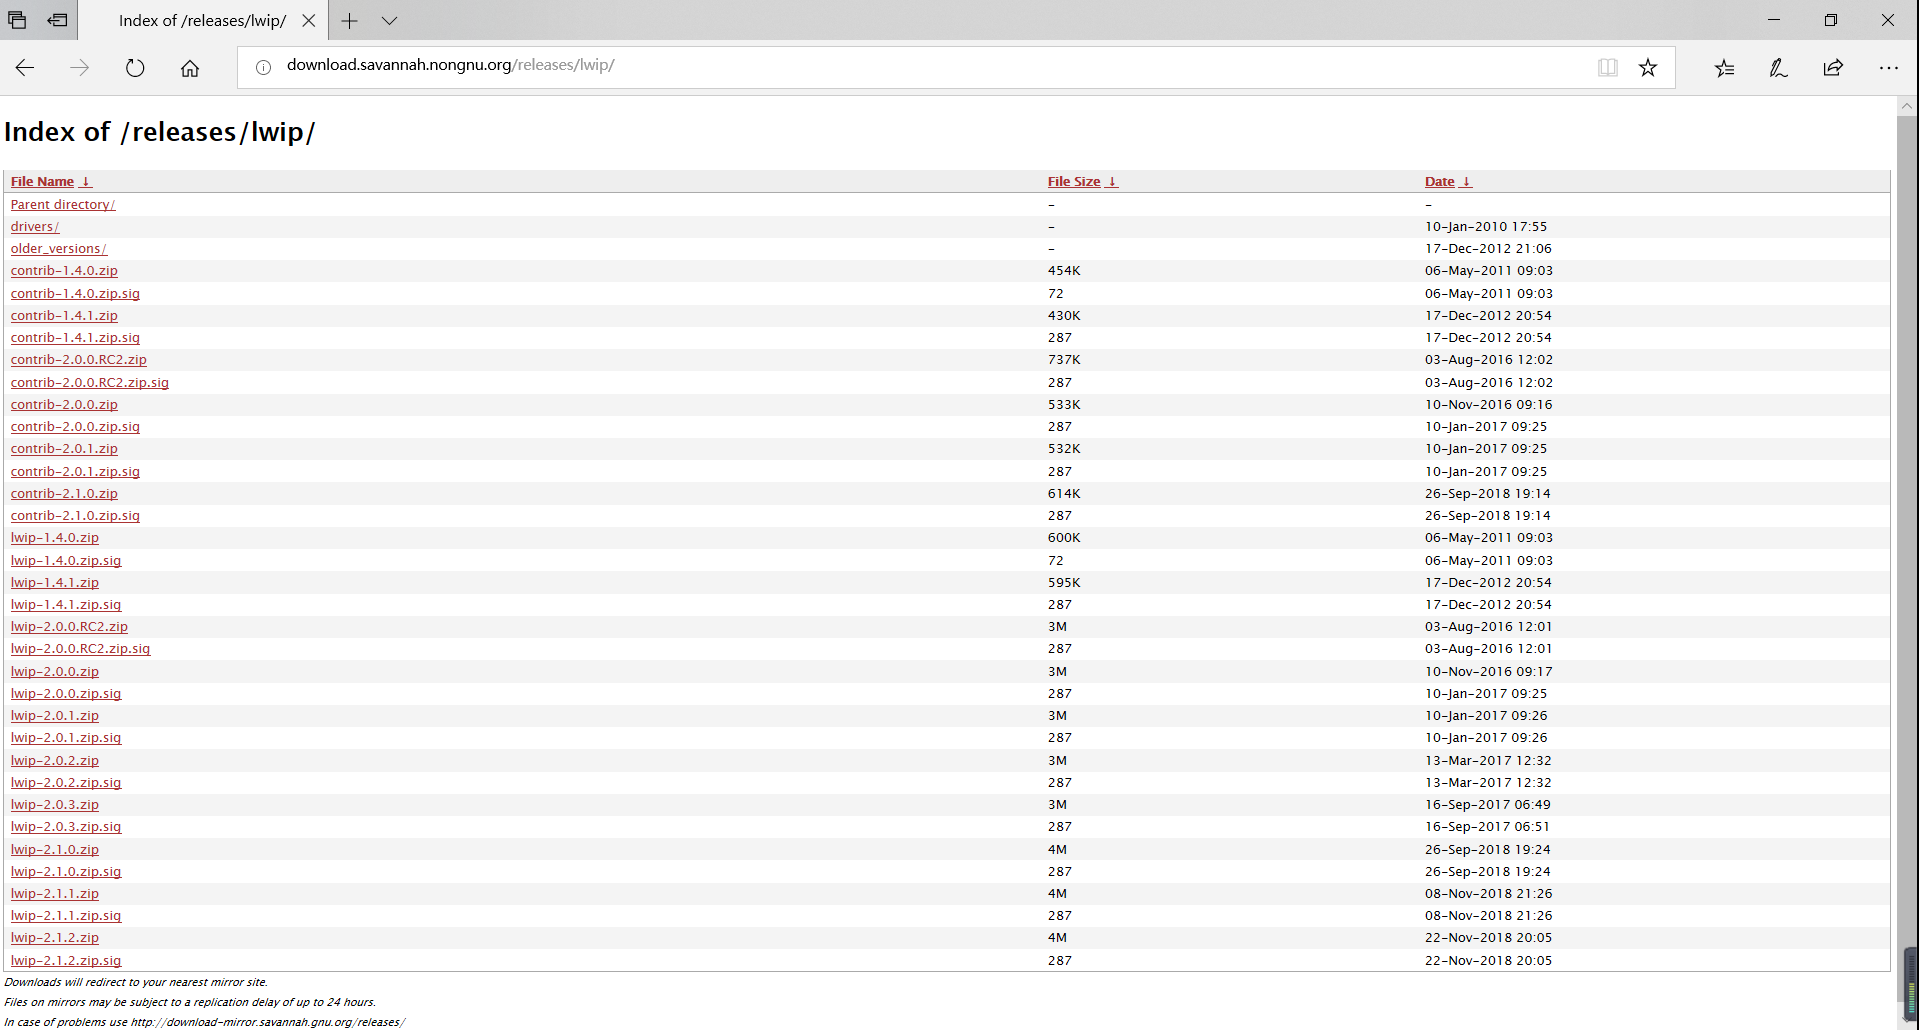 Index of /releases/lwip/
download.savannah.nongnu.org/releases/lwip/
Index of /releases/lwip/
File Name ↓ File Size ↓ Date ↓
Parent directory/ - -
drivers/ - 10-Jan-2010 17:55
older_versions/ - 17-Dec-2012 21:06
contrib-1.4.0.zip 454K 06-May-2011 09:03
contrib-1.4.0.zip.sig 72 06-May-2011 09:03
contrib-1.4.1.zip 430K 17-Dec-2012 20:54
contrib-1.4.1.zip.sig 287 17-Dec-2012 20:54
contrib-2.0.0.RC2.zip 737K 03-Aug-2016 12:02
contrib-2.0.0.RC2.zip.sig 287 03-Aug-2016 12:02
contrib-2.0.0.zip 533K 10-Nov-2016 09:16
contrib-2.0.0.zip.sig 287 10-Jan-2017 09:25
contrib-2.0.1.zip 532K 10-Jan-2017 09:25
contrib-2.0.1.zip.sig 287 10-Jan-2017 09:25
contrib-2.1.0.zip 614K 26-Sep-2018 19:14
contrib-2.1.0.zip.sig 287 26-Sep-2018 19:14
lwip-1.4.0.zip 600K 06-May-2011 09:03
lwip-1.4.0.zip.sig 72 06-May-2011 09:03
lwip-1.4.1.zip 595K 17-Dec-2012 20:54
lwip-1.4.1.zip.sig 287 17-Dec-2012 20:54
lwip-2.0.0.RC2.zip 3M 03-Aug-2016 12:01
lwip-2.0.0.RC2.zip.sig 287 03-Aug-2016 12:01
lwip-2.0.0.zip 3M 10-Nov-2016 09:17
lwip-2.0.0.zip.sig 287 10-Jan-2017 09:25
lwip-2.0.1.zip 3M 10-Jan-2017 09:26
lwip-2.0.1.zip.sig 287 10-Jan-2017 09:26
lwip-2.0.2.zip 3M 13-Mar-2017 12:32
lwip-2.0.2.zip.sig 287 13-Mar-2017 12:32
lwip-2.0.3.zip 3M 16-Sep-2017 06:49
lwip-2.0.3.zip.sig 287 16-Sep-2017 06:51
lwip-2.1.0.zip 4M 26-Sep-2018 19:24
lwip-2.1.0.zip.sig 287 26-Sep-2018 19:24
lwip-2.1.1.zip 4M 08-Nov-2018 21:26
lwip-2.1.1.zip.sig 287 08-Nov-2018 21:26
lwip-2.1.2.zip 4M 22-Nov-2018 20:05
lwip-2.1.2.zip.sig 287 22-Nov-2018 20:05
Downloads will redirect to your nearest mirror site.
Files on mirrors may be subject to a replication delay of up to 24 hours.
In case of problems use http://download-mirror.savannah.gnu.org/releases/